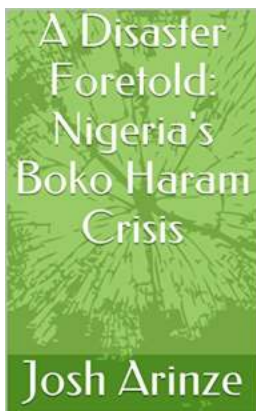 A Disaster
Foretold:
Nigeria's
Boko Haram
Crisis
Josh Arinze